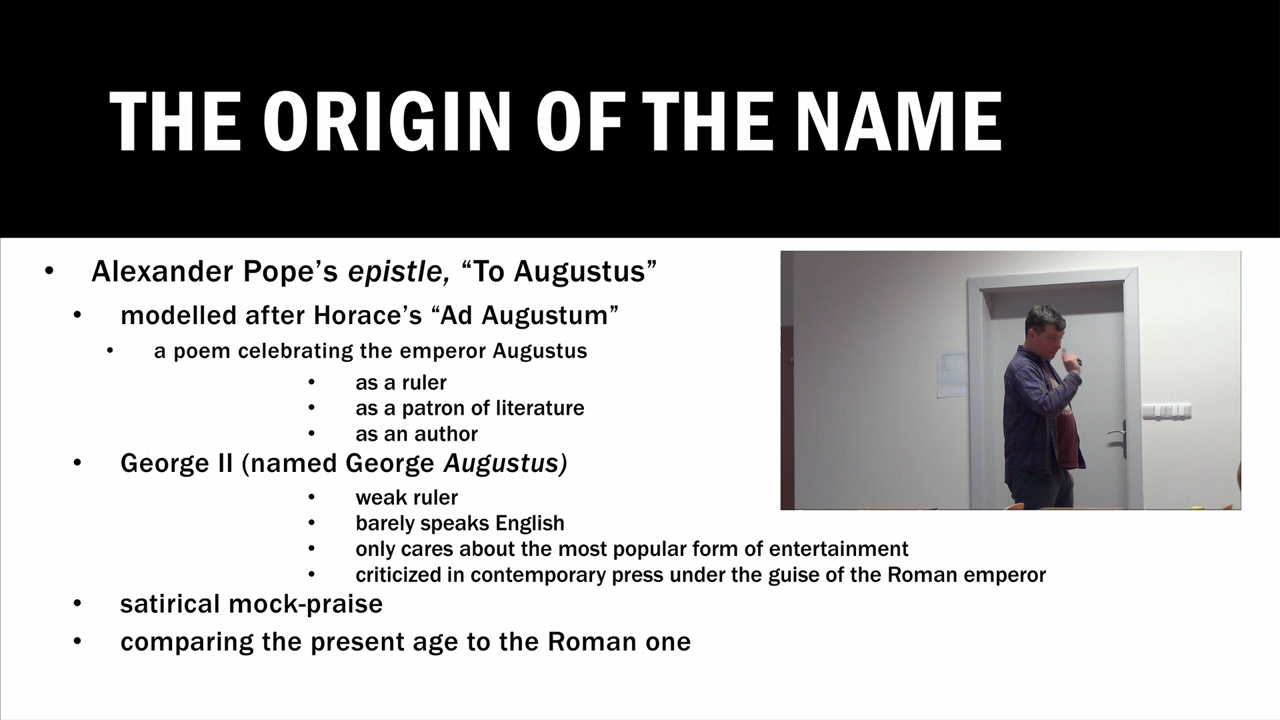 THE ORIGIN OF THE NAME
• Alexander Pope’s epistle, “To Augustus”
• modelled after Horace’s “Ad Augustum”
• a poem celebrating the emperor Augustus
• as a ruler
• as a patron of literature
• as an author
• George II (named George Augustus)
• weak ruler
• barely speaks English
• only cares about the most popular form of entertainment
• criticized in contemporary press under the guise of the Roman emperor
• satirical mock-praise
• comparing the present age to the Roman one